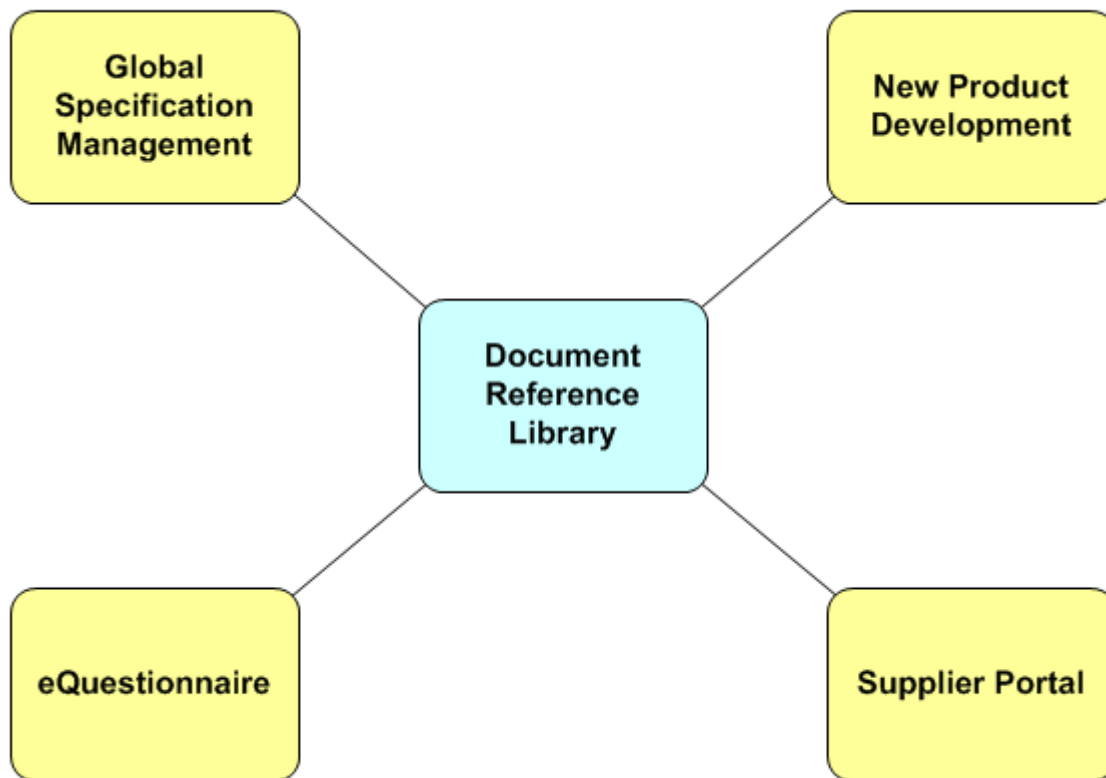 Global
Specification
Management
New Product
Development
Document
Reference
Library
eQuestionnaire
Supplier Portal